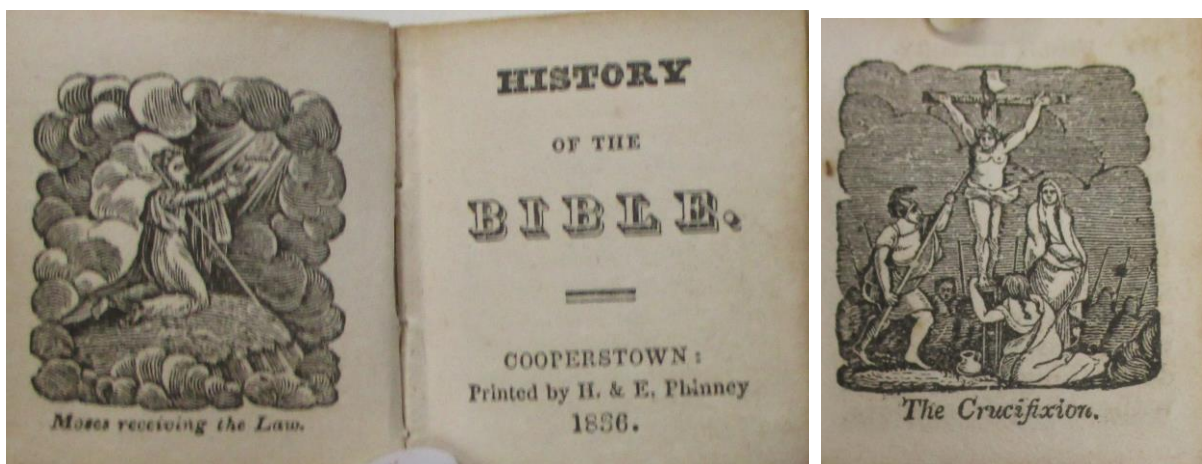 Moses receiving the Law.
HISTORY
OF THE
BIBLE.
COOPERSTOWN:
Printed by H. & E. Phinney
1836.
The Crucifixion.